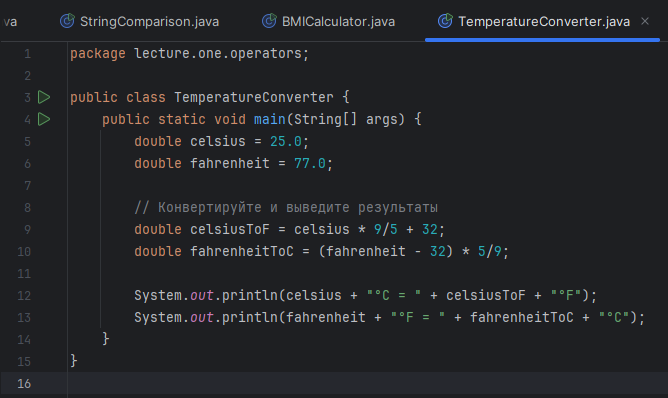 va StringComparison.java BMICalculator.java TemperatureConverter.java ×
1 package lecture.one.operators;
2
3 public class TemperatureConverter {
4     public static void main(String[] args) {
5         double celsius = 25.0;
6         double fahrenheit = 77.0;
7
8         // Конвертируйте и выведите результаты
9         double celsiusToF = celsius * 9/5 + 32;
10         double fahrenheitToC = (fahrenheit - 32) * 5/9;
11
12         System.out.println(celsius + "°C = " + celsiusToF + "°F");
13         System.out.println(fahrenheit + "°F = " + fahrenheitToC + "°C");
14     }
15 }
16